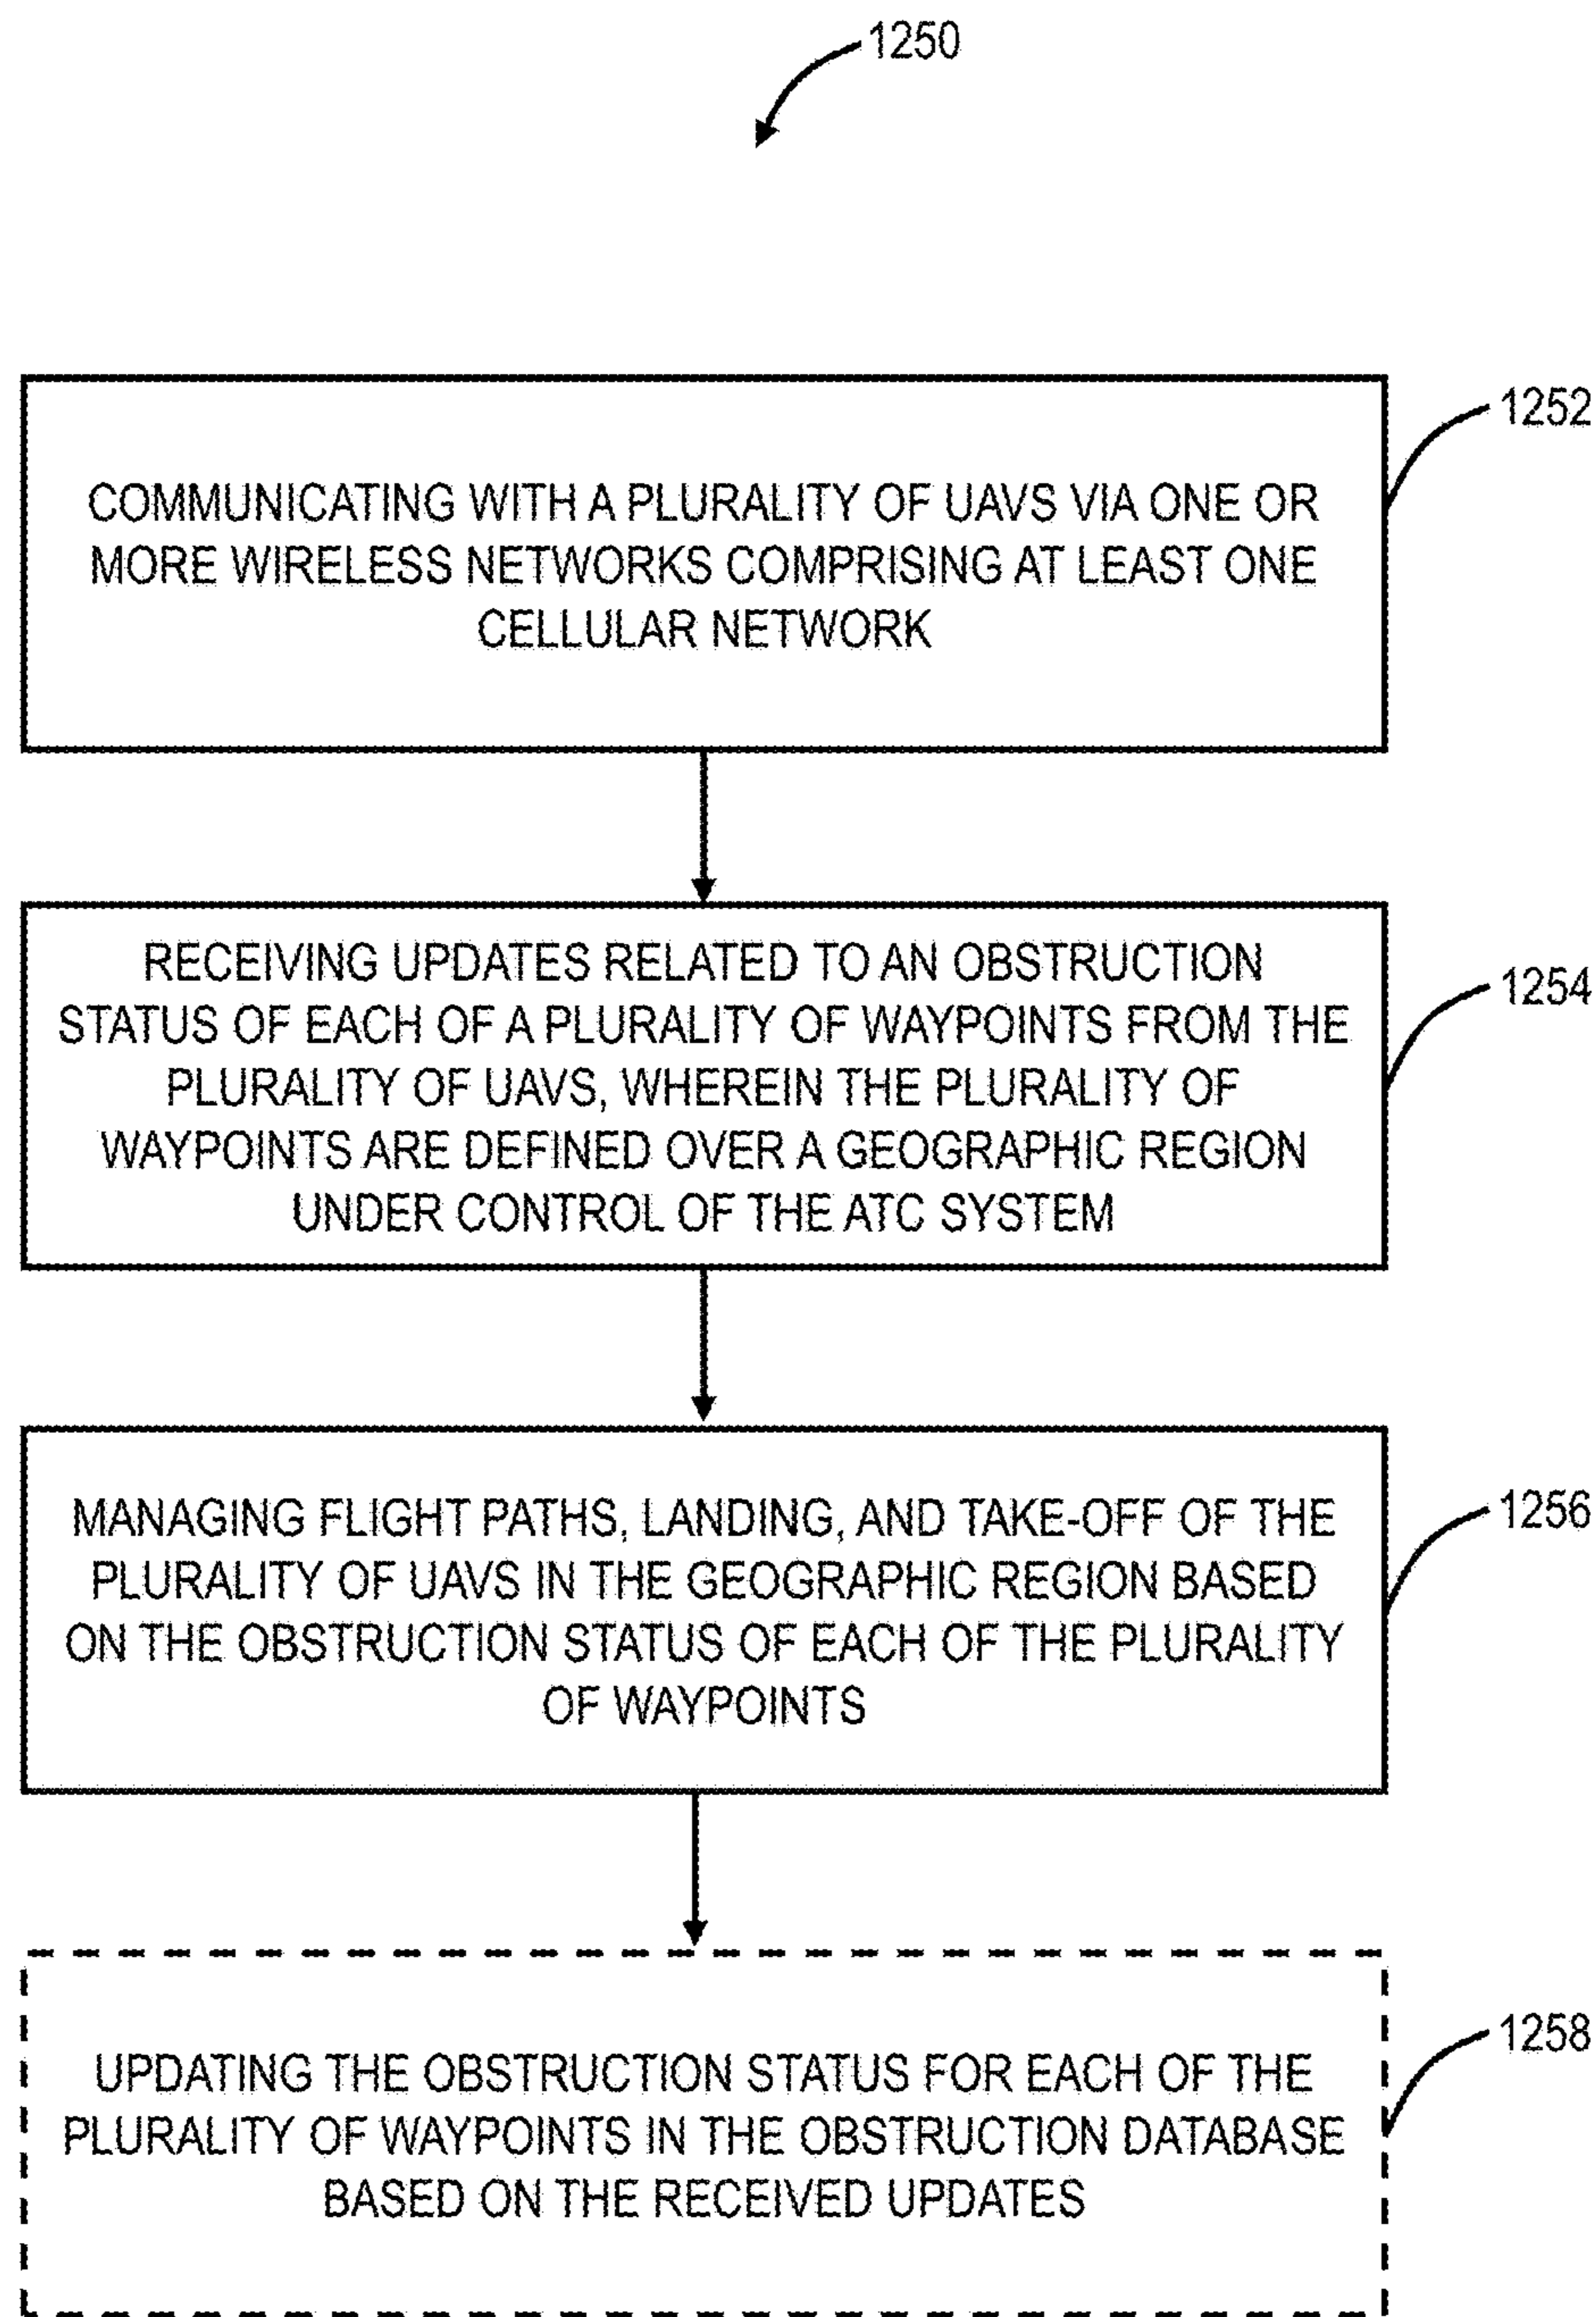 1250
1252
COMMUNICATING WITH A PLURALITY OF UAVS VIA ONE OR
MORE WIRELESS NETWORKS COMPRISING AT LEAST ONE
CELLULAR NETWORK
1254
RECEIVING UPDATES RELATED TO AN OBSTRUCTION
STATUS OF EACH OF A PLURALITY OF WAYPOINTS FROM THE
PLURALITY OF UAVS, WHEREIN THE PLURALITY OF
WAYPOINTS ARE DEFINED OVER A GEOGRAPHIC REGION
UNDER CONTROL OF THE ATC SYSTEM
1256
MANAGING FLIGHT PATHS, LANDING, AND TAKE-OFF OF THE
PLURALITY OF UAVS IN THE GEOGRAPHIC REGION BASED
ON THE OBSTRUCTION STATUS OF EACH OF THE PLURALITY
OF WAYPOINTS
1258
UPDATING THE OBSTRUCTION STATUS FOR EACH OF THE
PLURALITY OF WAYPOINTS IN THE OBSTRUCTION DATABASE
BASED ON THE RECEIVED UPDATES